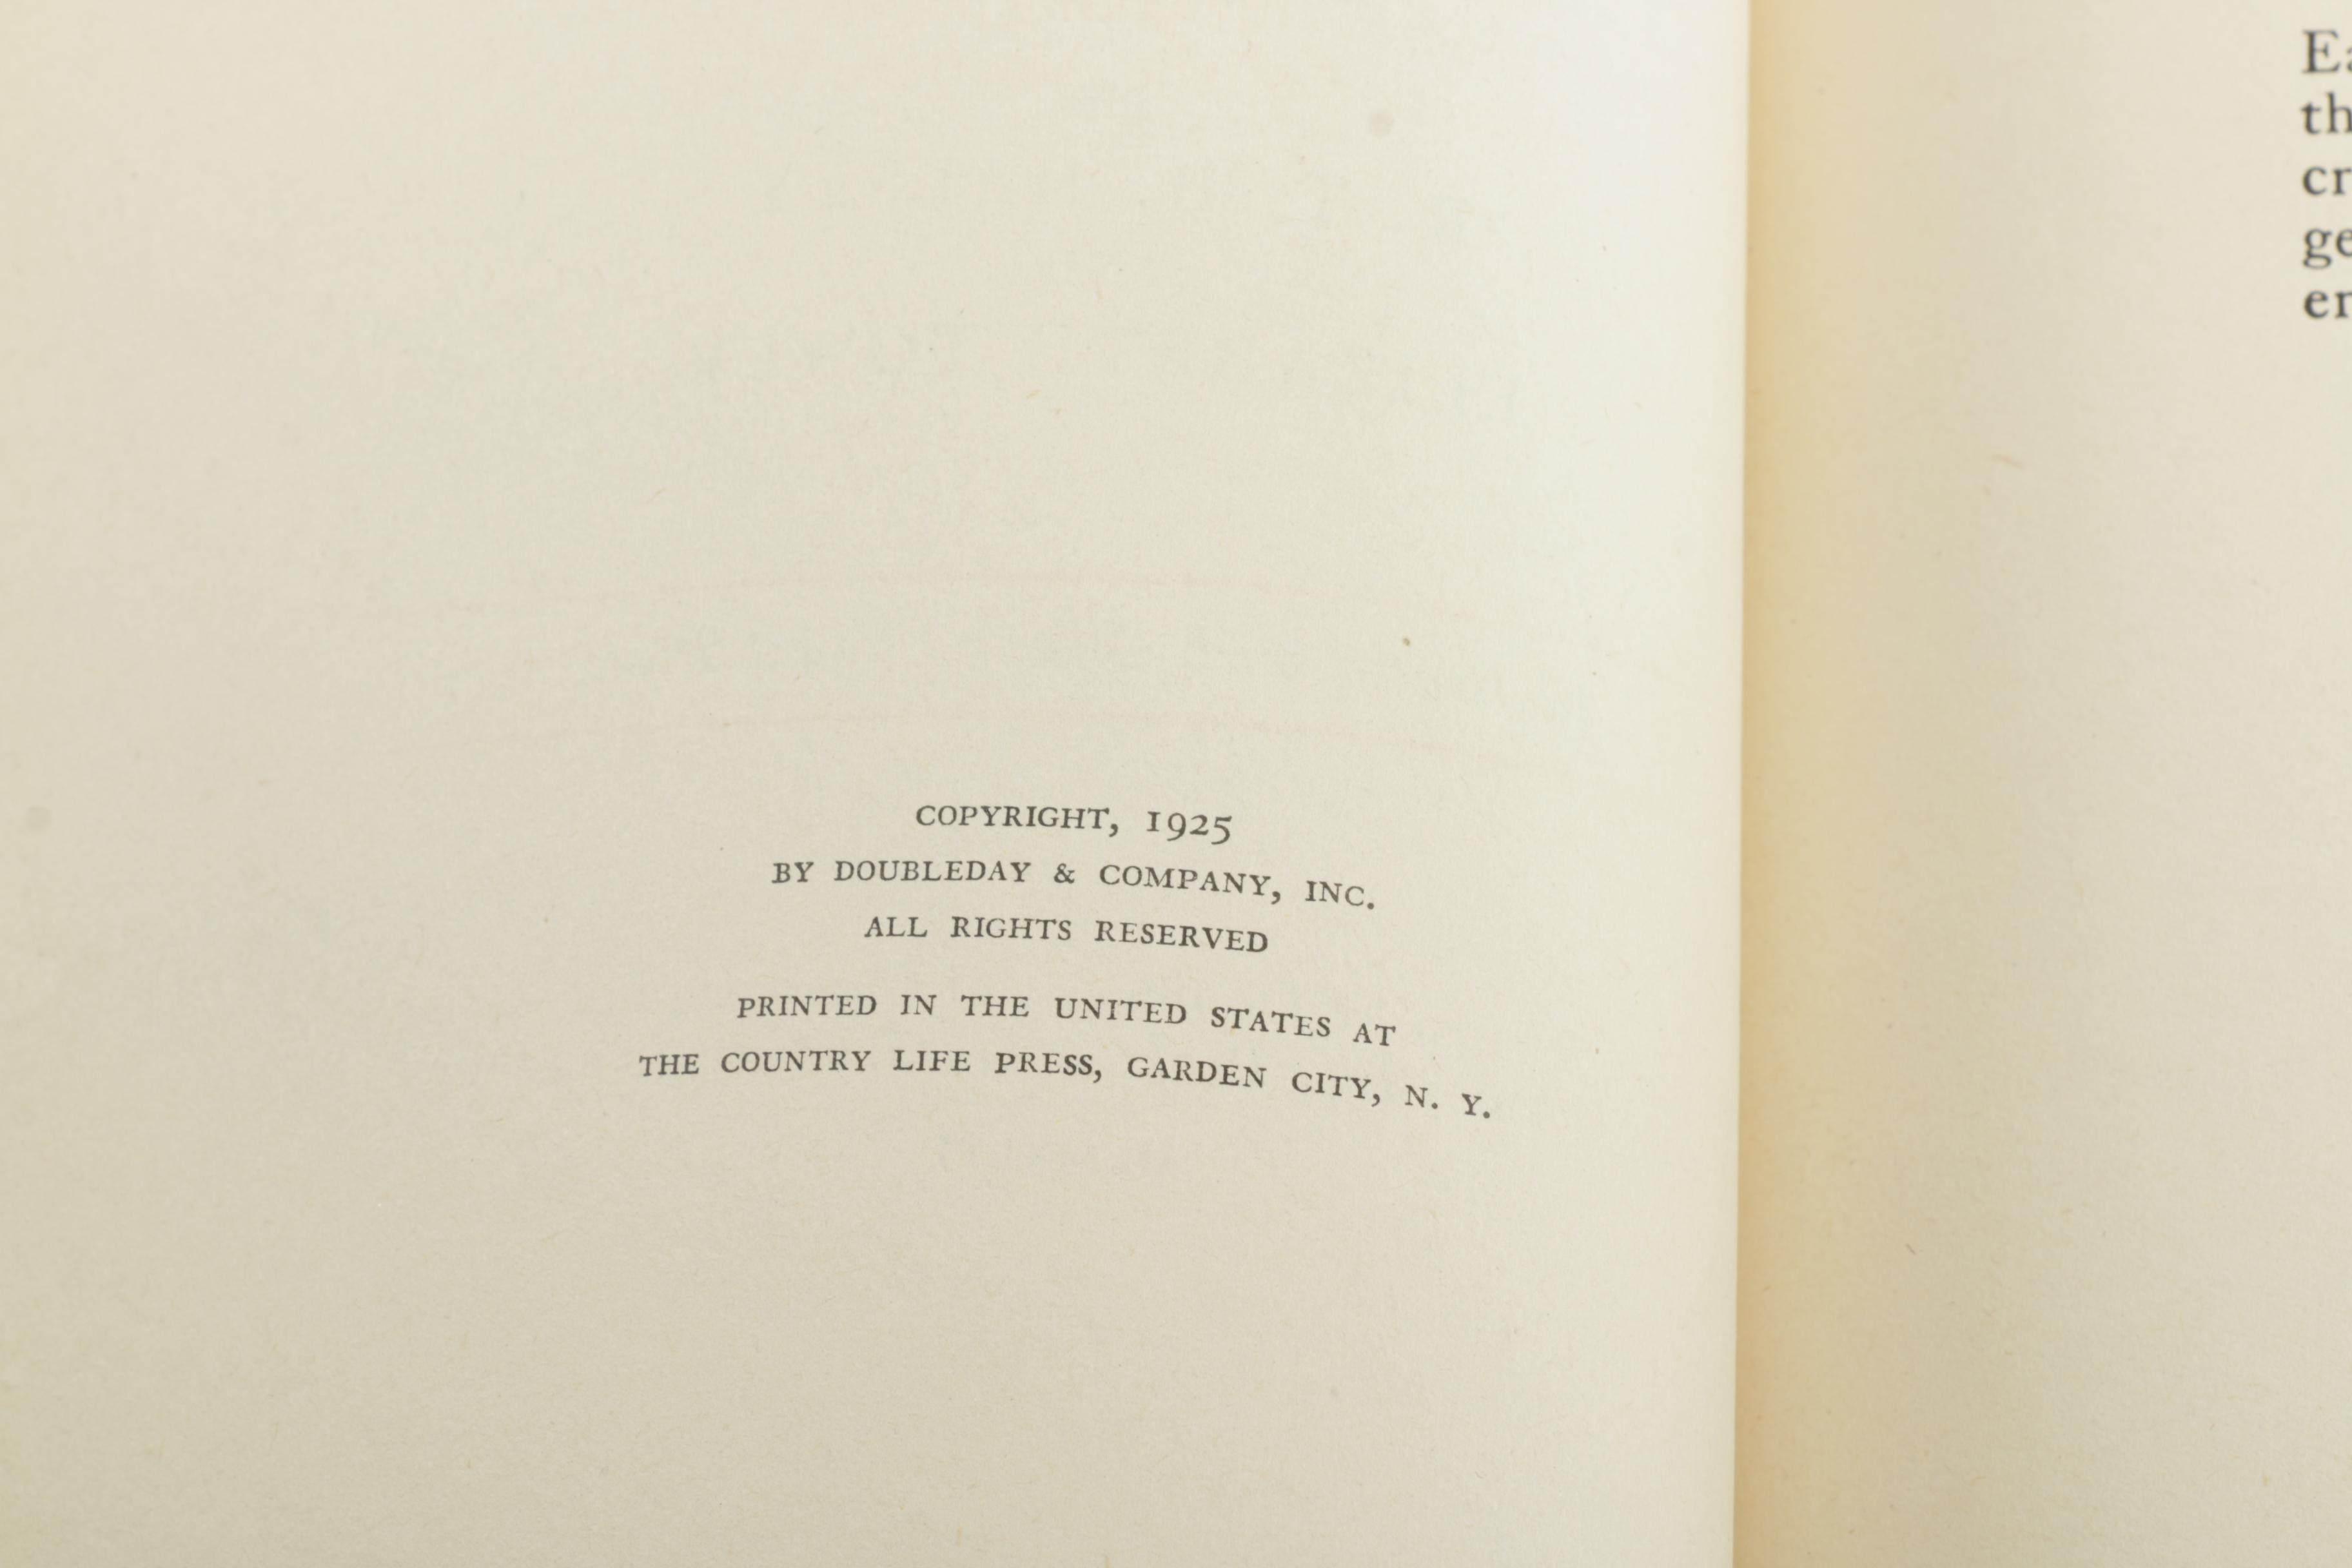 COPYRIGHT, 1925
BY DOUBLEDAY & COMPANY, INC.
ALL RIGHTS RESERVED
PRINTED IN THE UNITED STATES AT
THE COUNTRY LIFE PRESS, GARDEN CITY, N. Y.